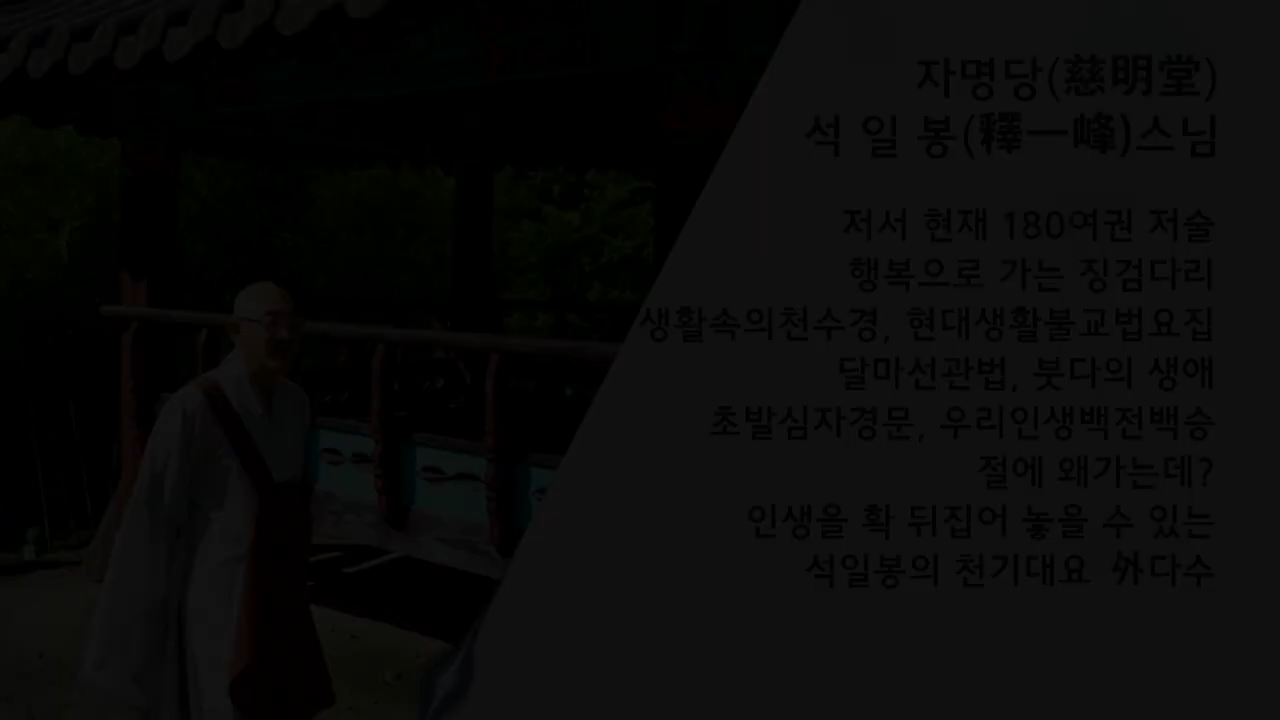 자명당(慈明堂)
석 일 봉(釋一峰)스님
저서 현재 180여권 저술
행복으로 가는 징검다리
생활속의천수경, 현대생활불교법요집
달마선관법, 붓다의 생애
초발심자경문, 우리인생백전백승
절에 왜가는데?
인생을 확 뒤집어 놓을 수 있는
석일봉의 천기대요 外다수